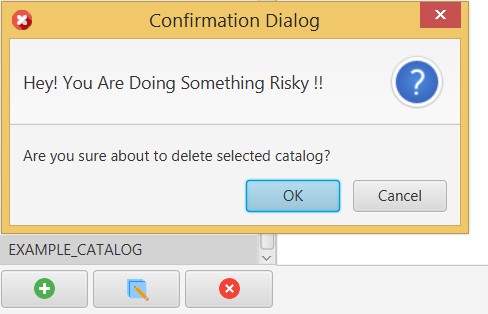 Confirmation Dialog
Hey! You Are Doing Something Risky !!
Are you sure about to delete selected catalog?
OK
Cancel
EXAMPLE_CATALOG